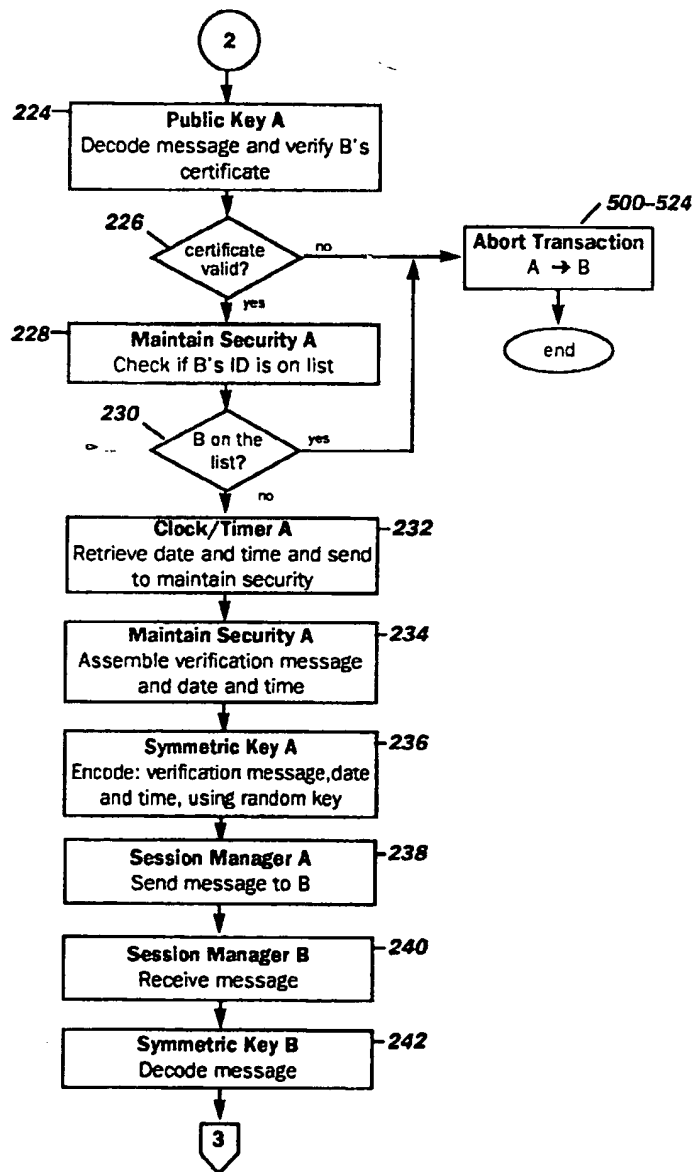 2
224
Public Key A
Decode message and verify B's
certificate
226
certificate
valid?
no
yes
500-524
Abort Transaction
A → B
end
228
Maintain Security A
Check if B's ID is on list
230
B on the
list?
yes
no
Clock/Timer A
Retrieve date and time and send
to maintain security
232
Maintain Security A
Assemble verification message
and date and time
234
Symmetric Key A
Encode: verification message,date
and time, using random key
236
Session Manager A
Send message to B
238
Session Manager B
Receive message
240
Symmetric Key B
Decode message
242
3